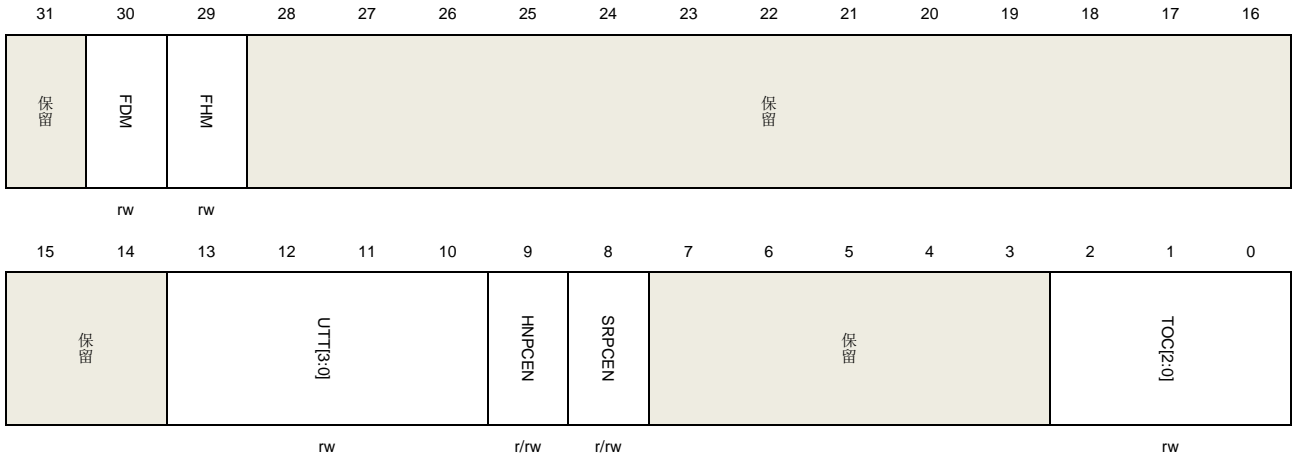 31 30 29 28 27 26 25 24 23 22 21 20 19 18 17 16
保留 FDM FHM 保留
rw rw
15 14 13 12 11 10 9 8 7 6 5 4 3 2 1 0
保留 UTT[3:0] HNPCEN SRPCEN 保留 TOC[2:0]
rw r/rw r/rw rw